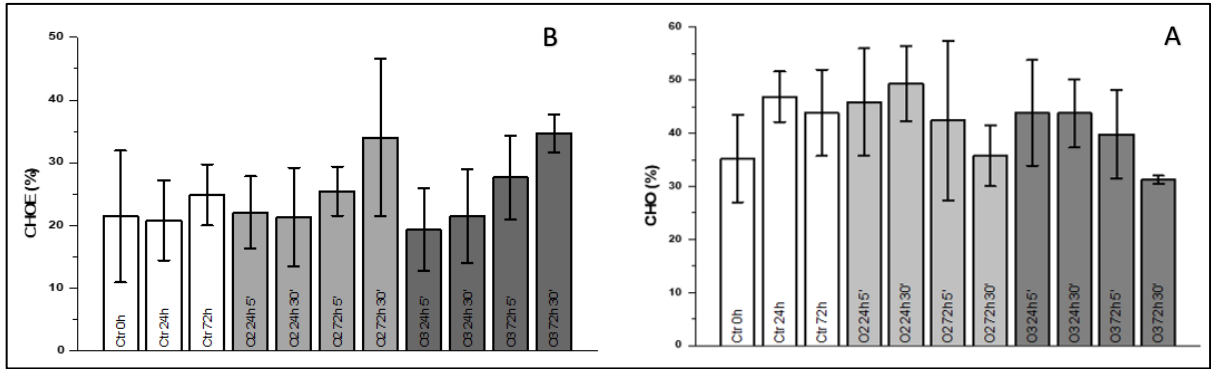 B
50
40
30
20
10
0
CHOE (%)
Ctr 0h
Ctr 24h
Ctr 72h
O2 24h 5'
O2 24h 30'
O2 72h 5'
O2 72h 30'
O3 24h 5'
O3 24h 30'
O3 72h 5'
O3 72h 30'
A
60
50
40
30
20
10
0
CHO (%)
Ctr 0h
Ctr 24h
Ctr 72h
O2 24h 5'
O2 24h 30'
O2 72h 5'
O2 72h 30'
O3 24h 5'
O3 24h 30'
O3 72h 5'
O3 72h 30'